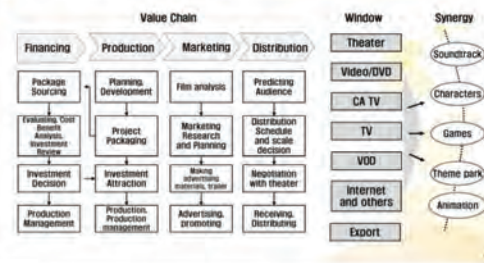 Value Chain
Window
Synergy
Financing
Production
Marketing
Distribution
Package
Sourcing
Evaluating, Cost
Benefit
Analysis,
Investment
Review
Investment
Decision
Production
Management
Planning,
Development
Project
Packaging
Investment
Attraction
Production,
Production
management
Film analysis
Marketing
Research
and Planning
Making
advertising
materials, trailer
Advertising,
promoting
Predicting
Audience
Distribution
Schedule
and scale
decision
Negotiation
with theater
Receiving,
Distributing
Theater
Video/DVD
CA TV
TV
VOD
Internet
and others
Export
Soundtrack
Characters
Games
Theme park
Animation